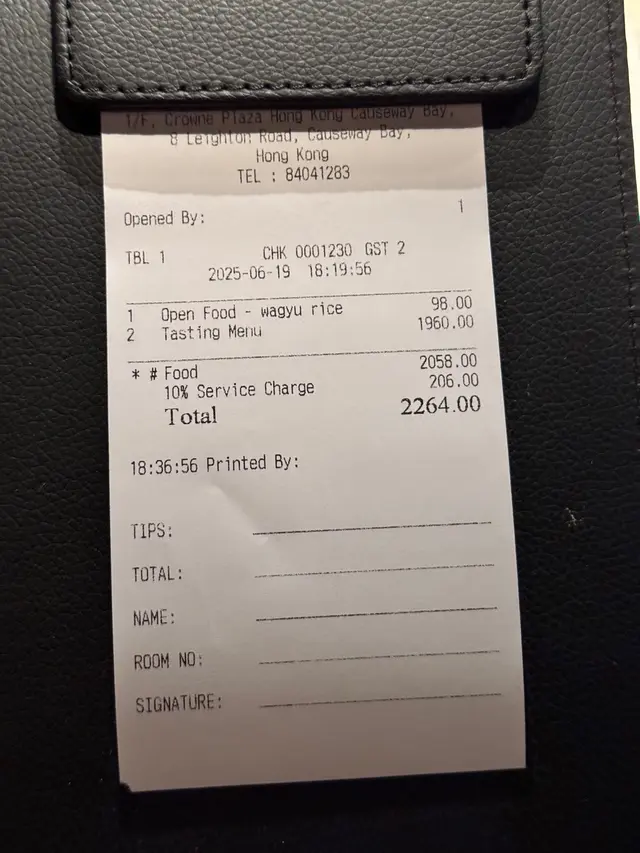 1/F, Crowne Plaza Hong Kong Causeway Bay,
8 Leighton Road, Causeway Bay,
Hong Kong
TEL : 84041283
Opened By: 1
TBL 1 CHK 0001230 GST 2
2025-06-19 18:19:56
1 Open Food - wagyu rice 98.00
2 Tasting Menu 1960.00
* # Food 2058.00
10% Service Charge 206.00
Total 2264.00
18:36:56 Printed By:
TIPS:
TOTAL:
NAME:
ROOM NO:
SIGNATURE: